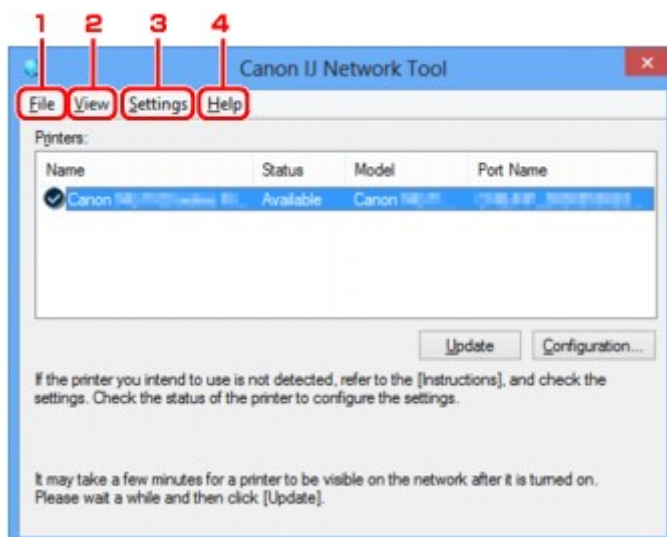 1 2 3 4
Canon IJ Network Tool
File View Settings Help
Printers:
Name Status Model Port Name
Canon Available Canon
Update Configuration...
If the printer you intend to use is not detected, refer to the [Instructions], and check the
settings. Check the status of the printer to configure the settings.
It may take a few minutes for a printer to be visible on the network after it is turned on.
Please wait a while and then click [Update].